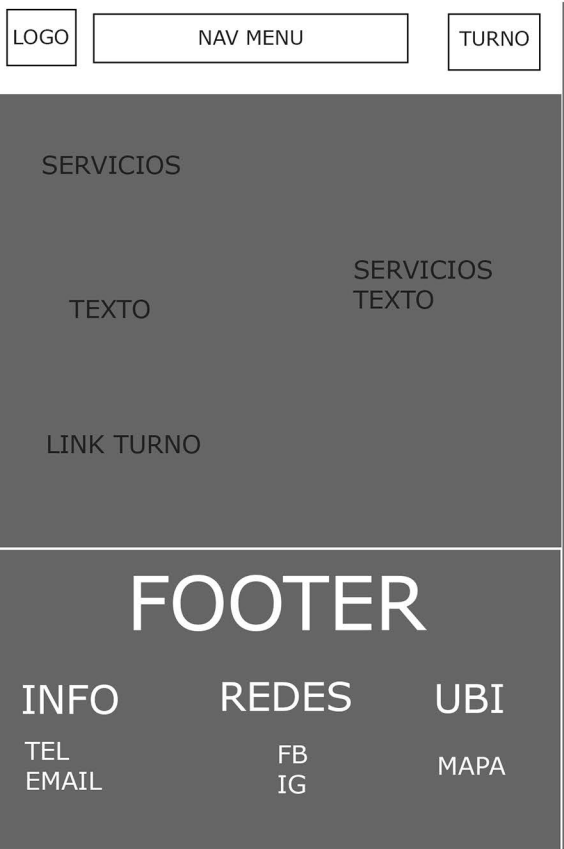 LOGO
NAV MENU
TURNO
SERVICIOS
TEXTO
LINK TURNO
SERVICIOS
TEXTO
FOOTER
INFO
TEL
EMAIL
REDES
FB
IG
UBI
MAPA